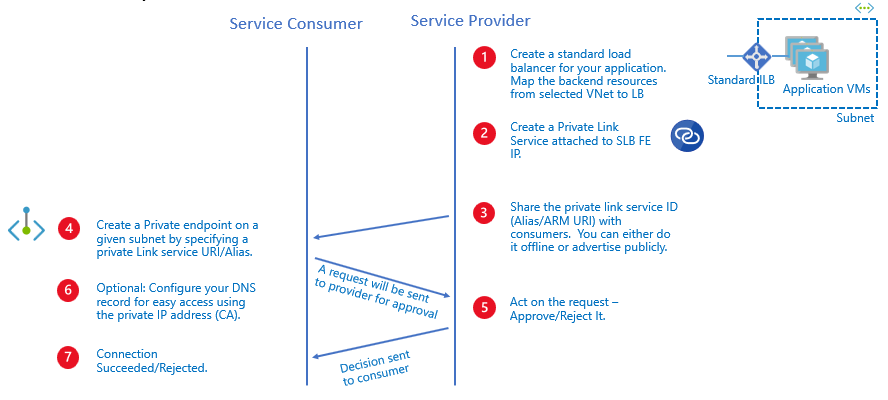 Service Consumer
Service Provider
1
Create a standard load
balancer for your application.
Map the backend resources
from selected VNet to LB
Standard ILB
Application VMs
Subnet
2
Create a Private Link
Service attached to SLB FE
IP.
3
Share the private link service ID
(Alias/ARM URI) with
consumers. You can either do
it offline or advertise publicly.
4
Create a Private endpoint on a
given subnet by specifying a
private Link service URI/Alias.
A request will be sent
to provider for approval
5
Act on the request –
Approve/Reject It.
6
Optional: Configure your DNS
record for easy access using
the private IP address (CA).
7
Connection
Succeeded/Rejected.
Decision sent
to consumer